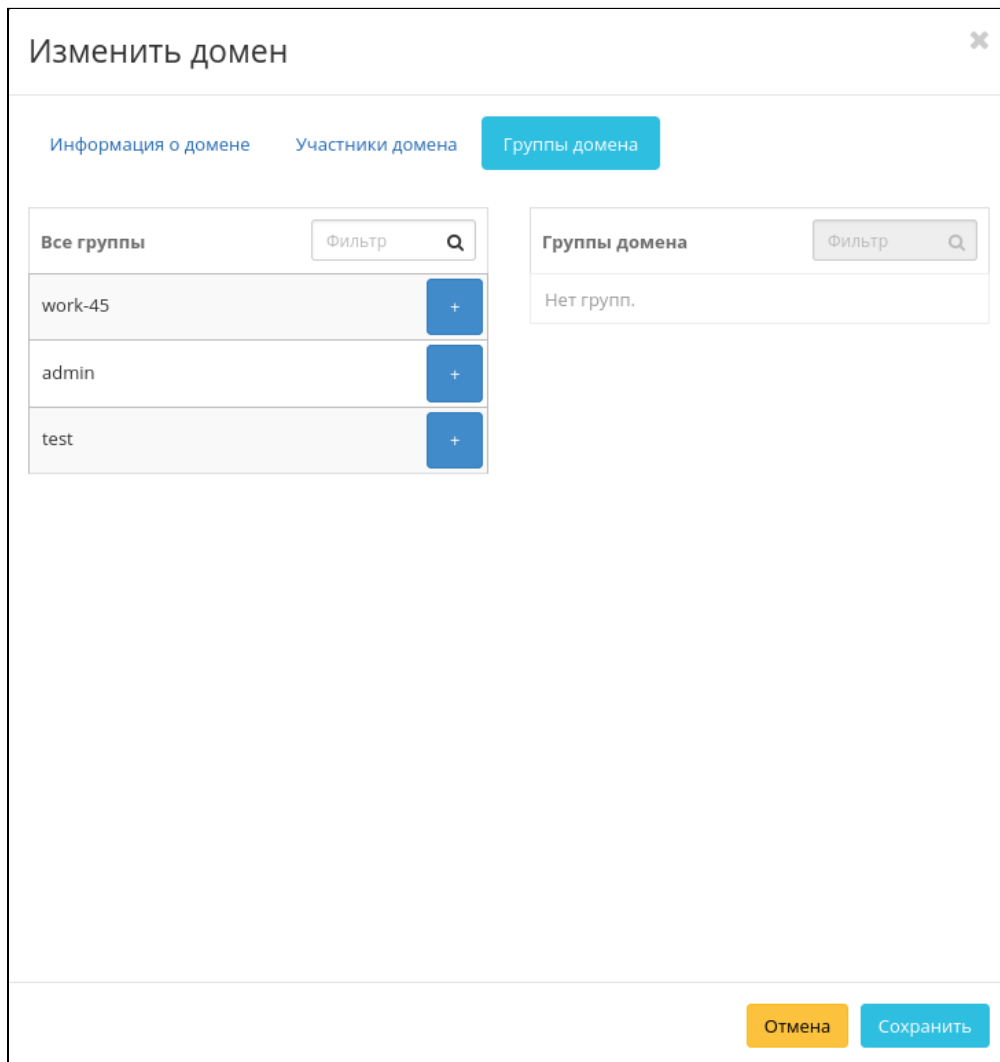 Изменить домен
Информация о домене Участники домена Группы домена
Все группы Фильтр
work-45 +
admin +
test +
Группы домена Фильтр
Нет групп.
Отмена Сохранить